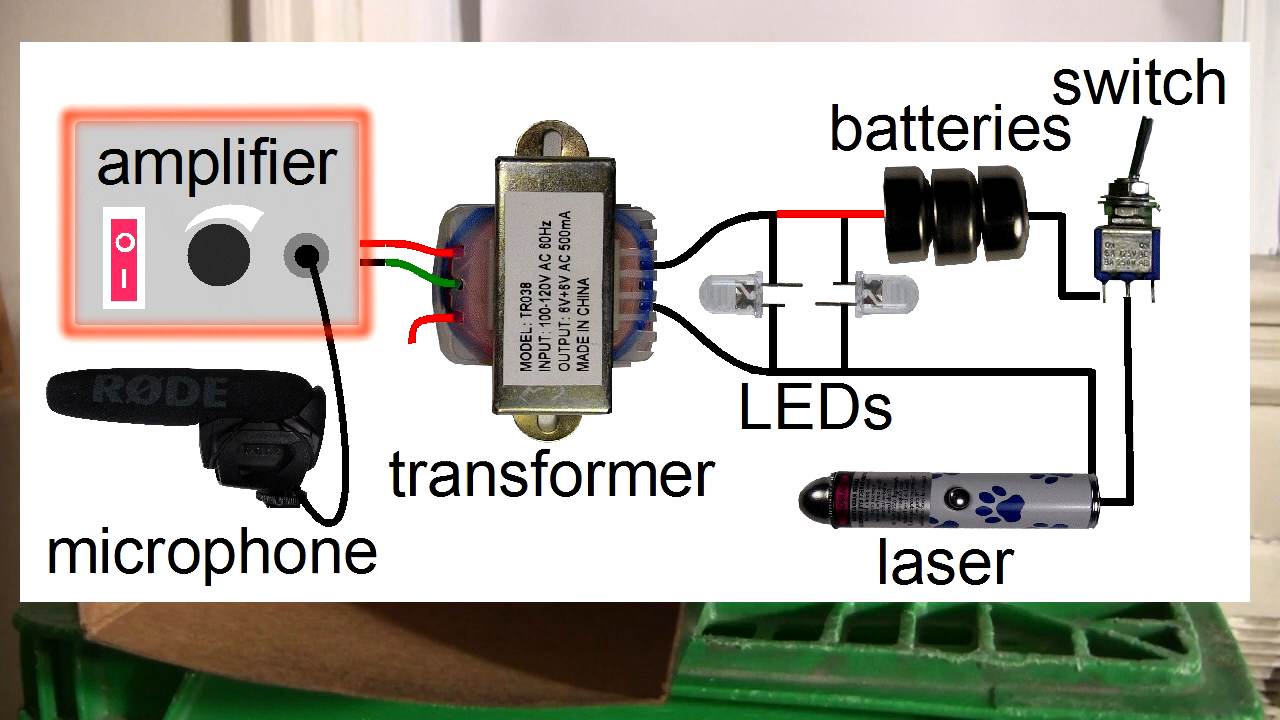 switch
batteries
amplifier
MODEL: TR038
INPUT: 100-120V AC 60Hz
OUTPUT: 6V+6V AC 500mA
MADE IN CHINA
RØDE
LEDs
transformer
microphone
laser